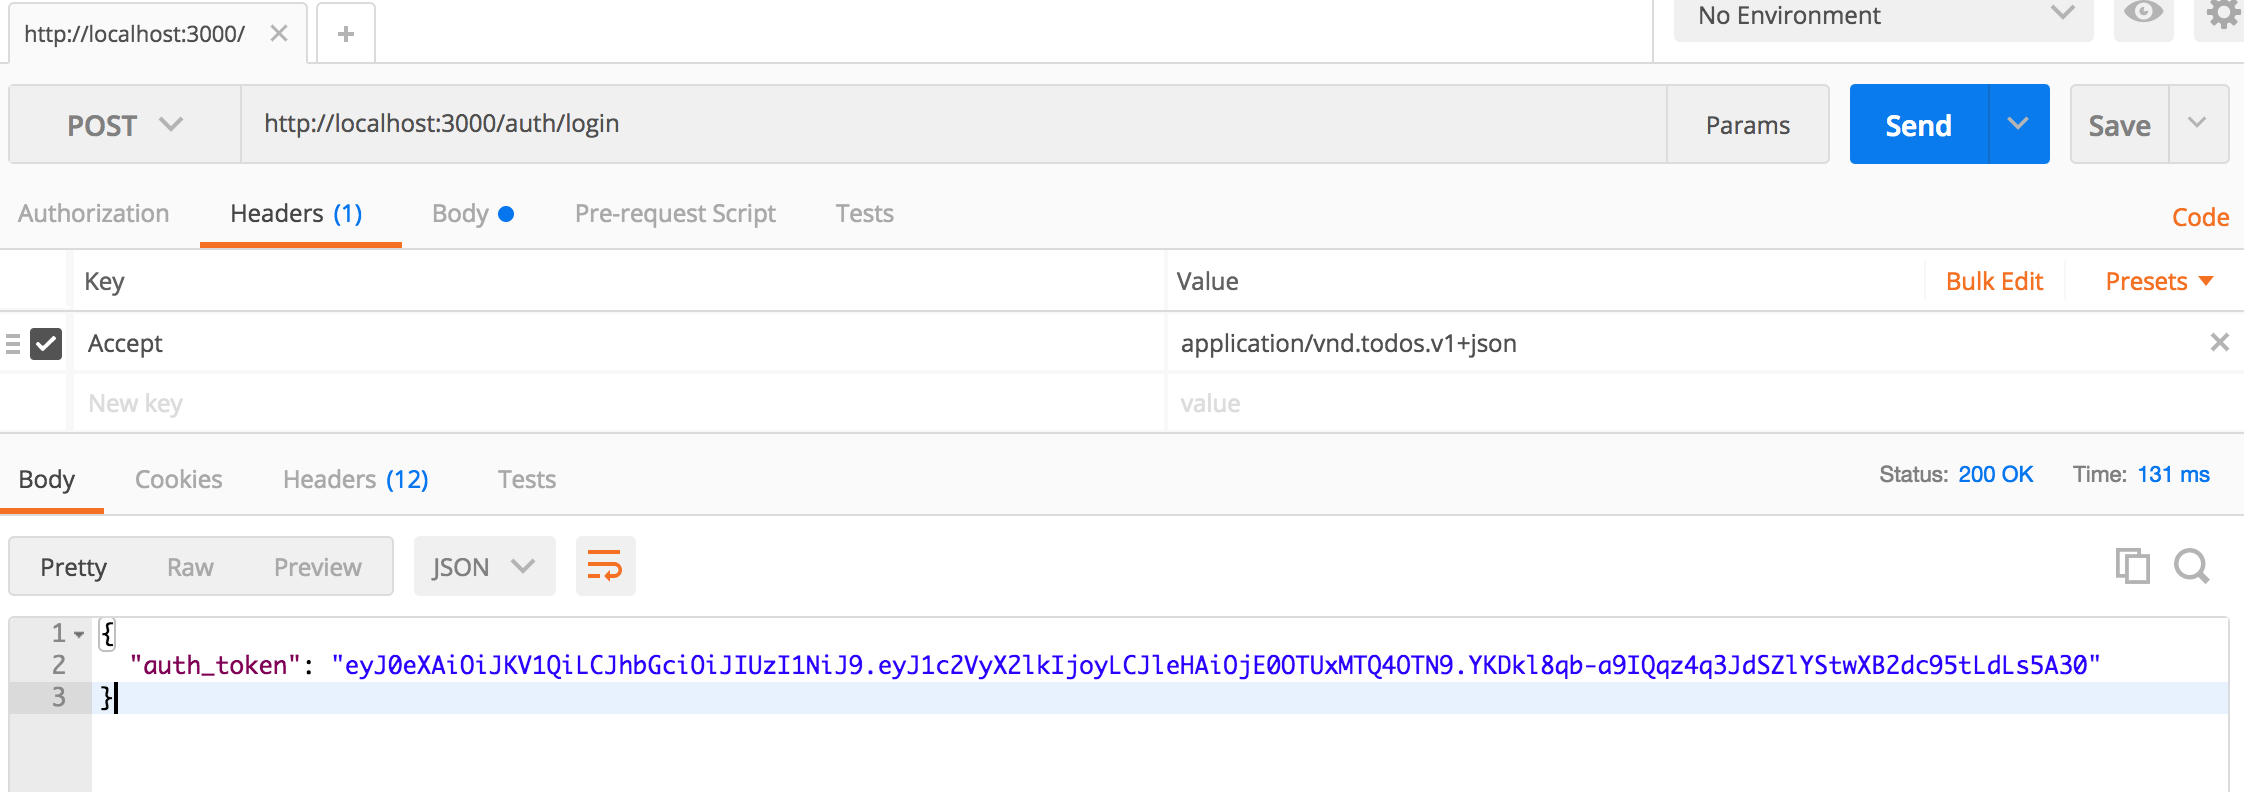 http://localhost:3000/
No Environment
POST http://localhost:3000/auth/login Params Send Save
Authorization Headers (1) Body Pre-request Script Tests Code
Key Value Bulk Edit Presets
Accept application/vnd.todos.v1+json
New key value
Body Cookies Headers (12) Tests Status: 200 OK Time: 131 ms
Pretty Raw Preview JSON
1 {
2 "auth_token": "eyJ0eXAiOiJKV1QiLCJhbGciOiJIUzI1NiJ9.eyJ1c2VyX2lkIjoyLCJleHAiOjE0OTUxMTQ4OTN9.YKDkl8qb-a9IQqz4q3JdSZlYStwXB2dc95tLdLs5A30"
3 }